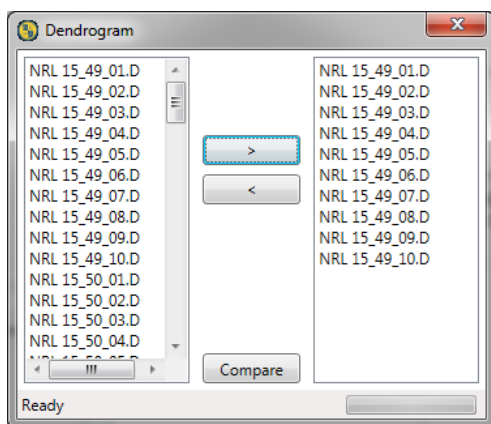 Dendrogram
NRL 15_49_01.D
NRL 15_49_02.D
NRL 15_49_03.D
NRL 15_49_04.D
NRL 15_49_05.D
NRL 15_49_06.D
NRL 15_49_07.D
NRL 15_49_08.D
NRL 15_49_09.D
NRL 15_49_10.D
NRL 15_50_01.D
NRL 15_50_02.D
NRL 15_50_03.D
NRL 15_50_04.D
>
<
Compare
NRL 15_49_01.D
NRL 15_49_02.D
NRL 15_49_03.D
NRL 15_49_04.D
NRL 15_49_05.D
NRL 15_49_06.D
NRL 15_49_07.D
NRL 15_49_08.D
NRL 15_49_09.D
NRL 15_49_10.D
Ready